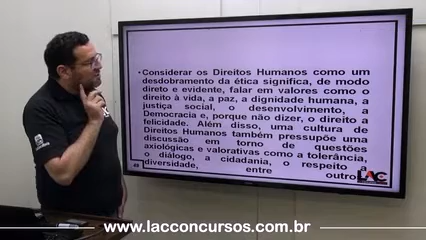 • Considerar os Direitos Humanos como um
desdobramento da ética significa, de modo
direto e evidente, falar em valores como o
direito à vida, a paz, a dignidade humana, a
justiça social, o desenvolvimento, a
Democracia e, porque não dizer, o direito à
felicidade. Além disso, uma cultura de
Direitos Humanos também pressupõe uma
discussão em torno de questões
axiológicas e valorativas como a tolerância,
o diálogo, a cidadania, o respeito à
diversidade, entre outro
LAC
www.lacconcursos.com.br